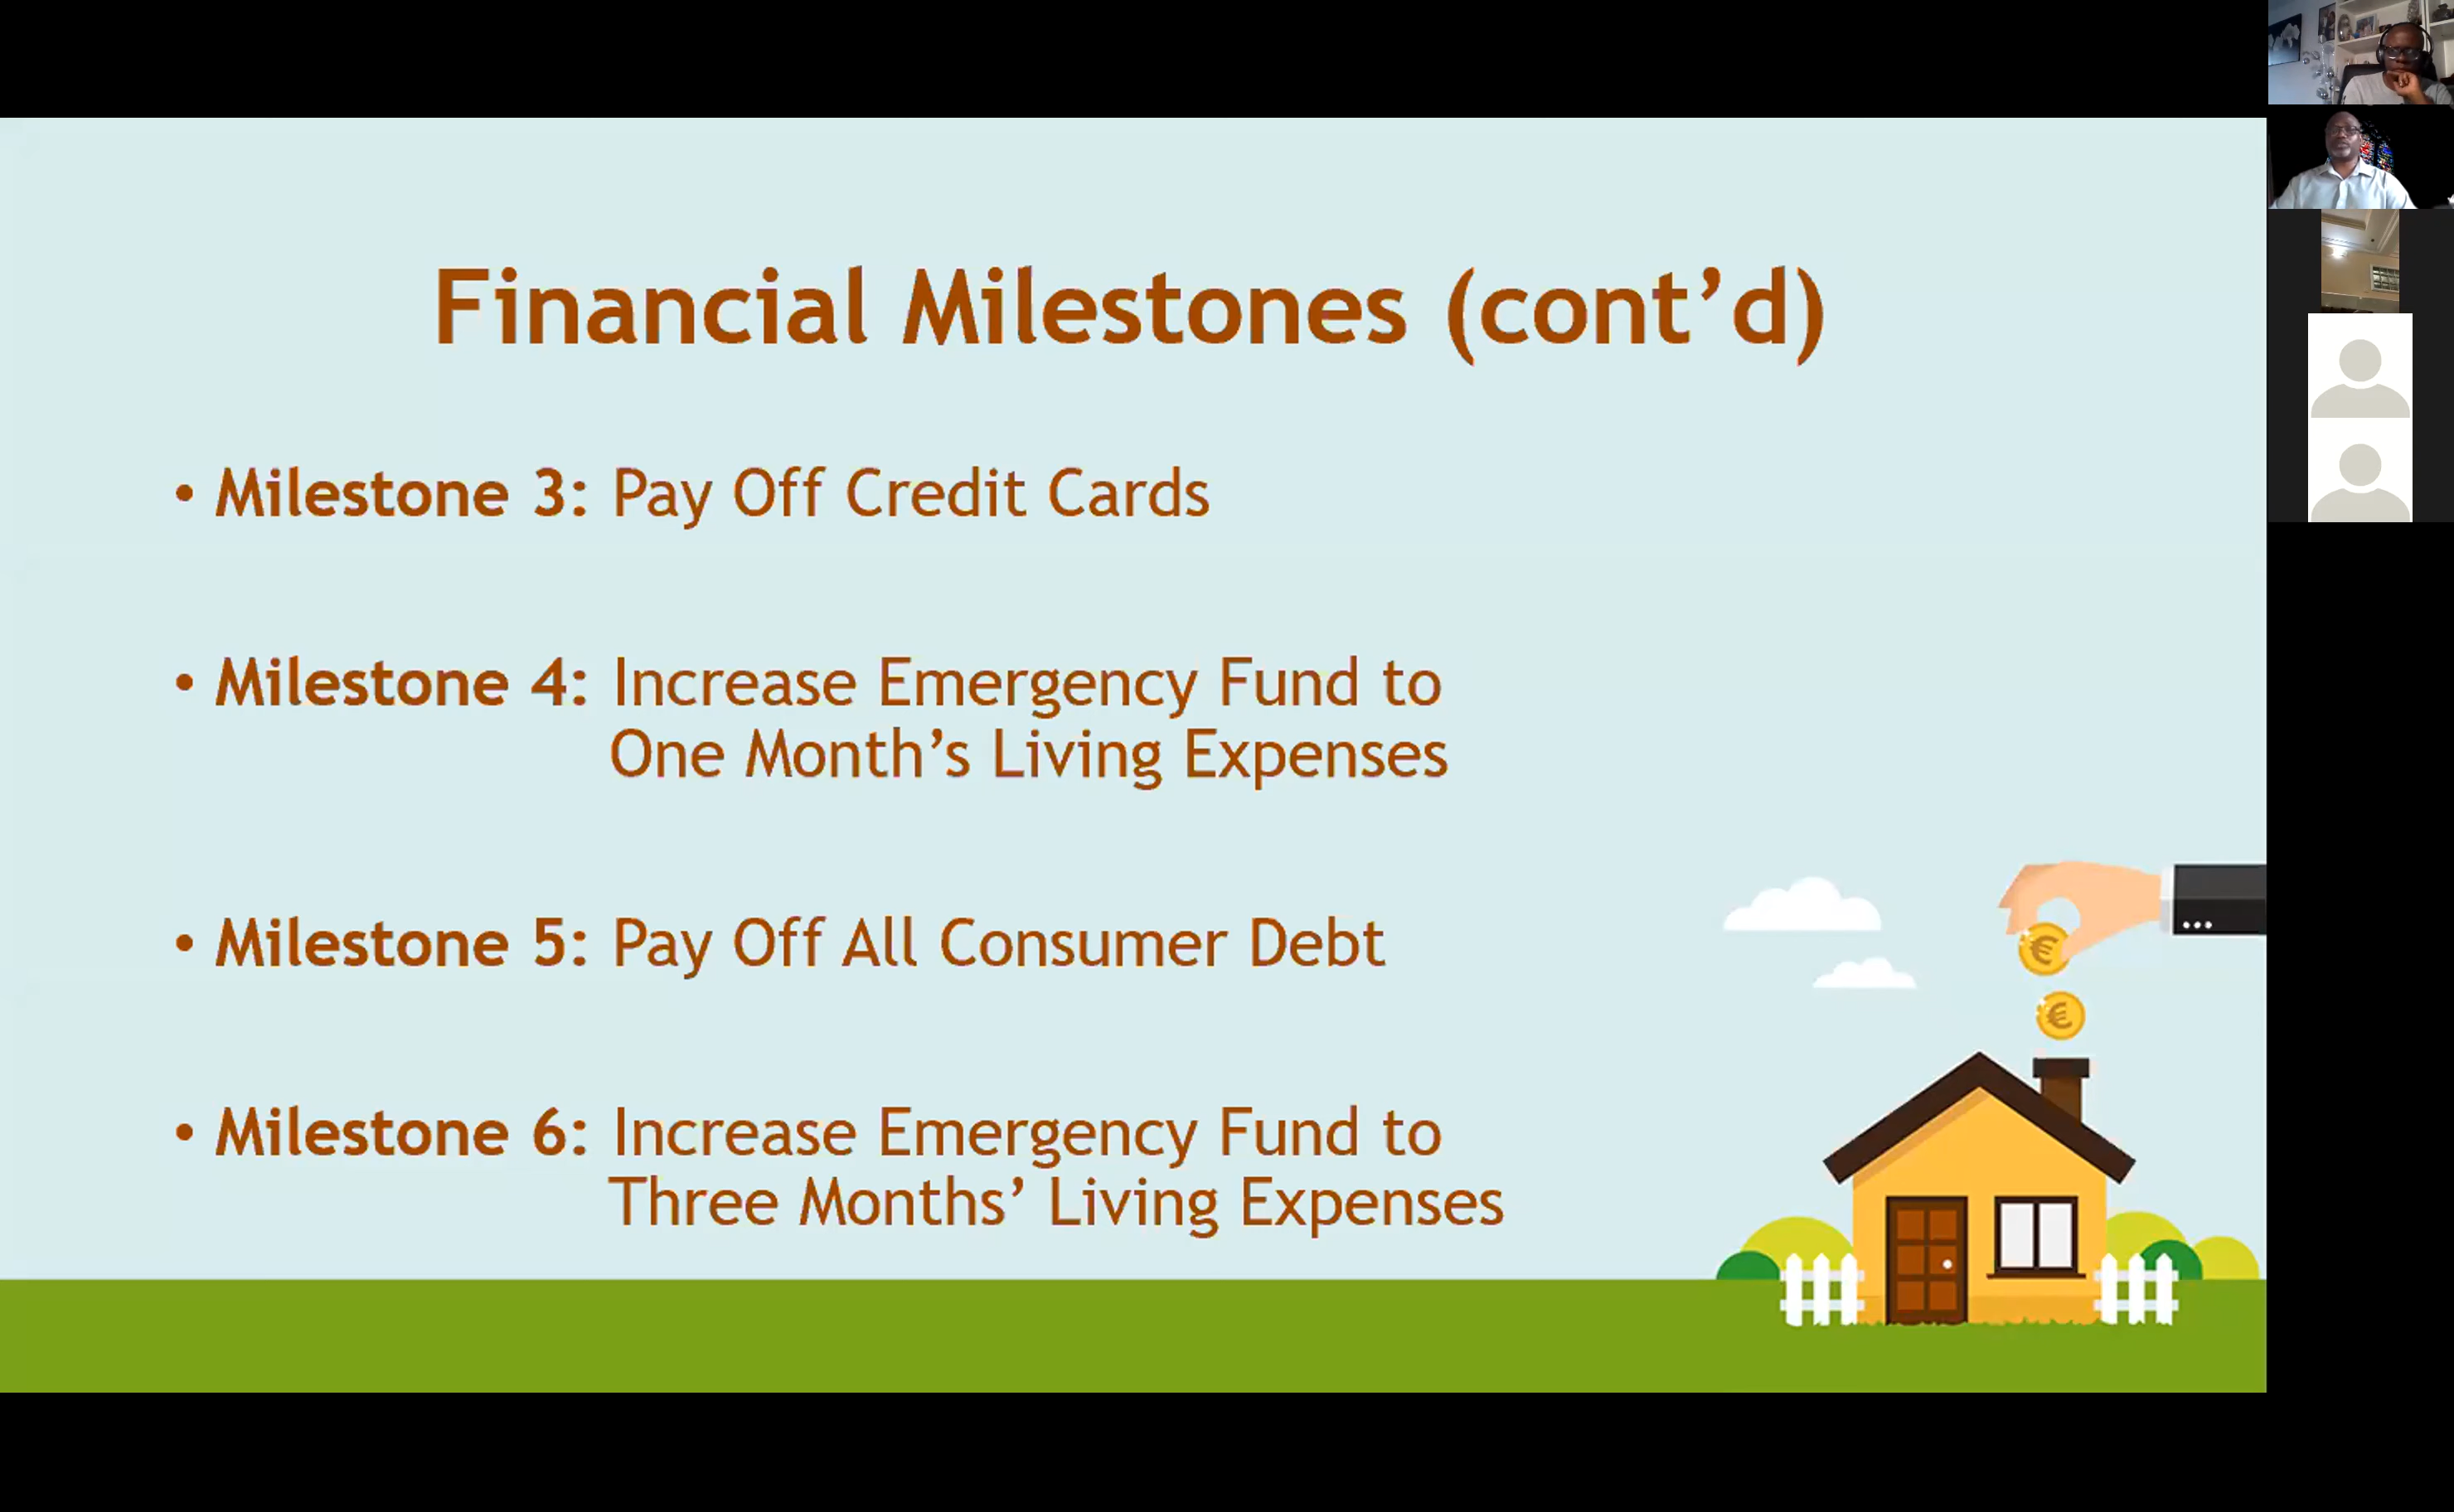 Financial Milestones (cont’d)
• Milestone 3: Pay Off Credit Cards
• Milestone 4: Increase Emergency Fund to
One Month’s Living Expenses
• Milestone 5: Pay Off All Consumer Debt
• Milestone 6: Increase Emergency Fund to
Three Months’ Living Expenses
€
€